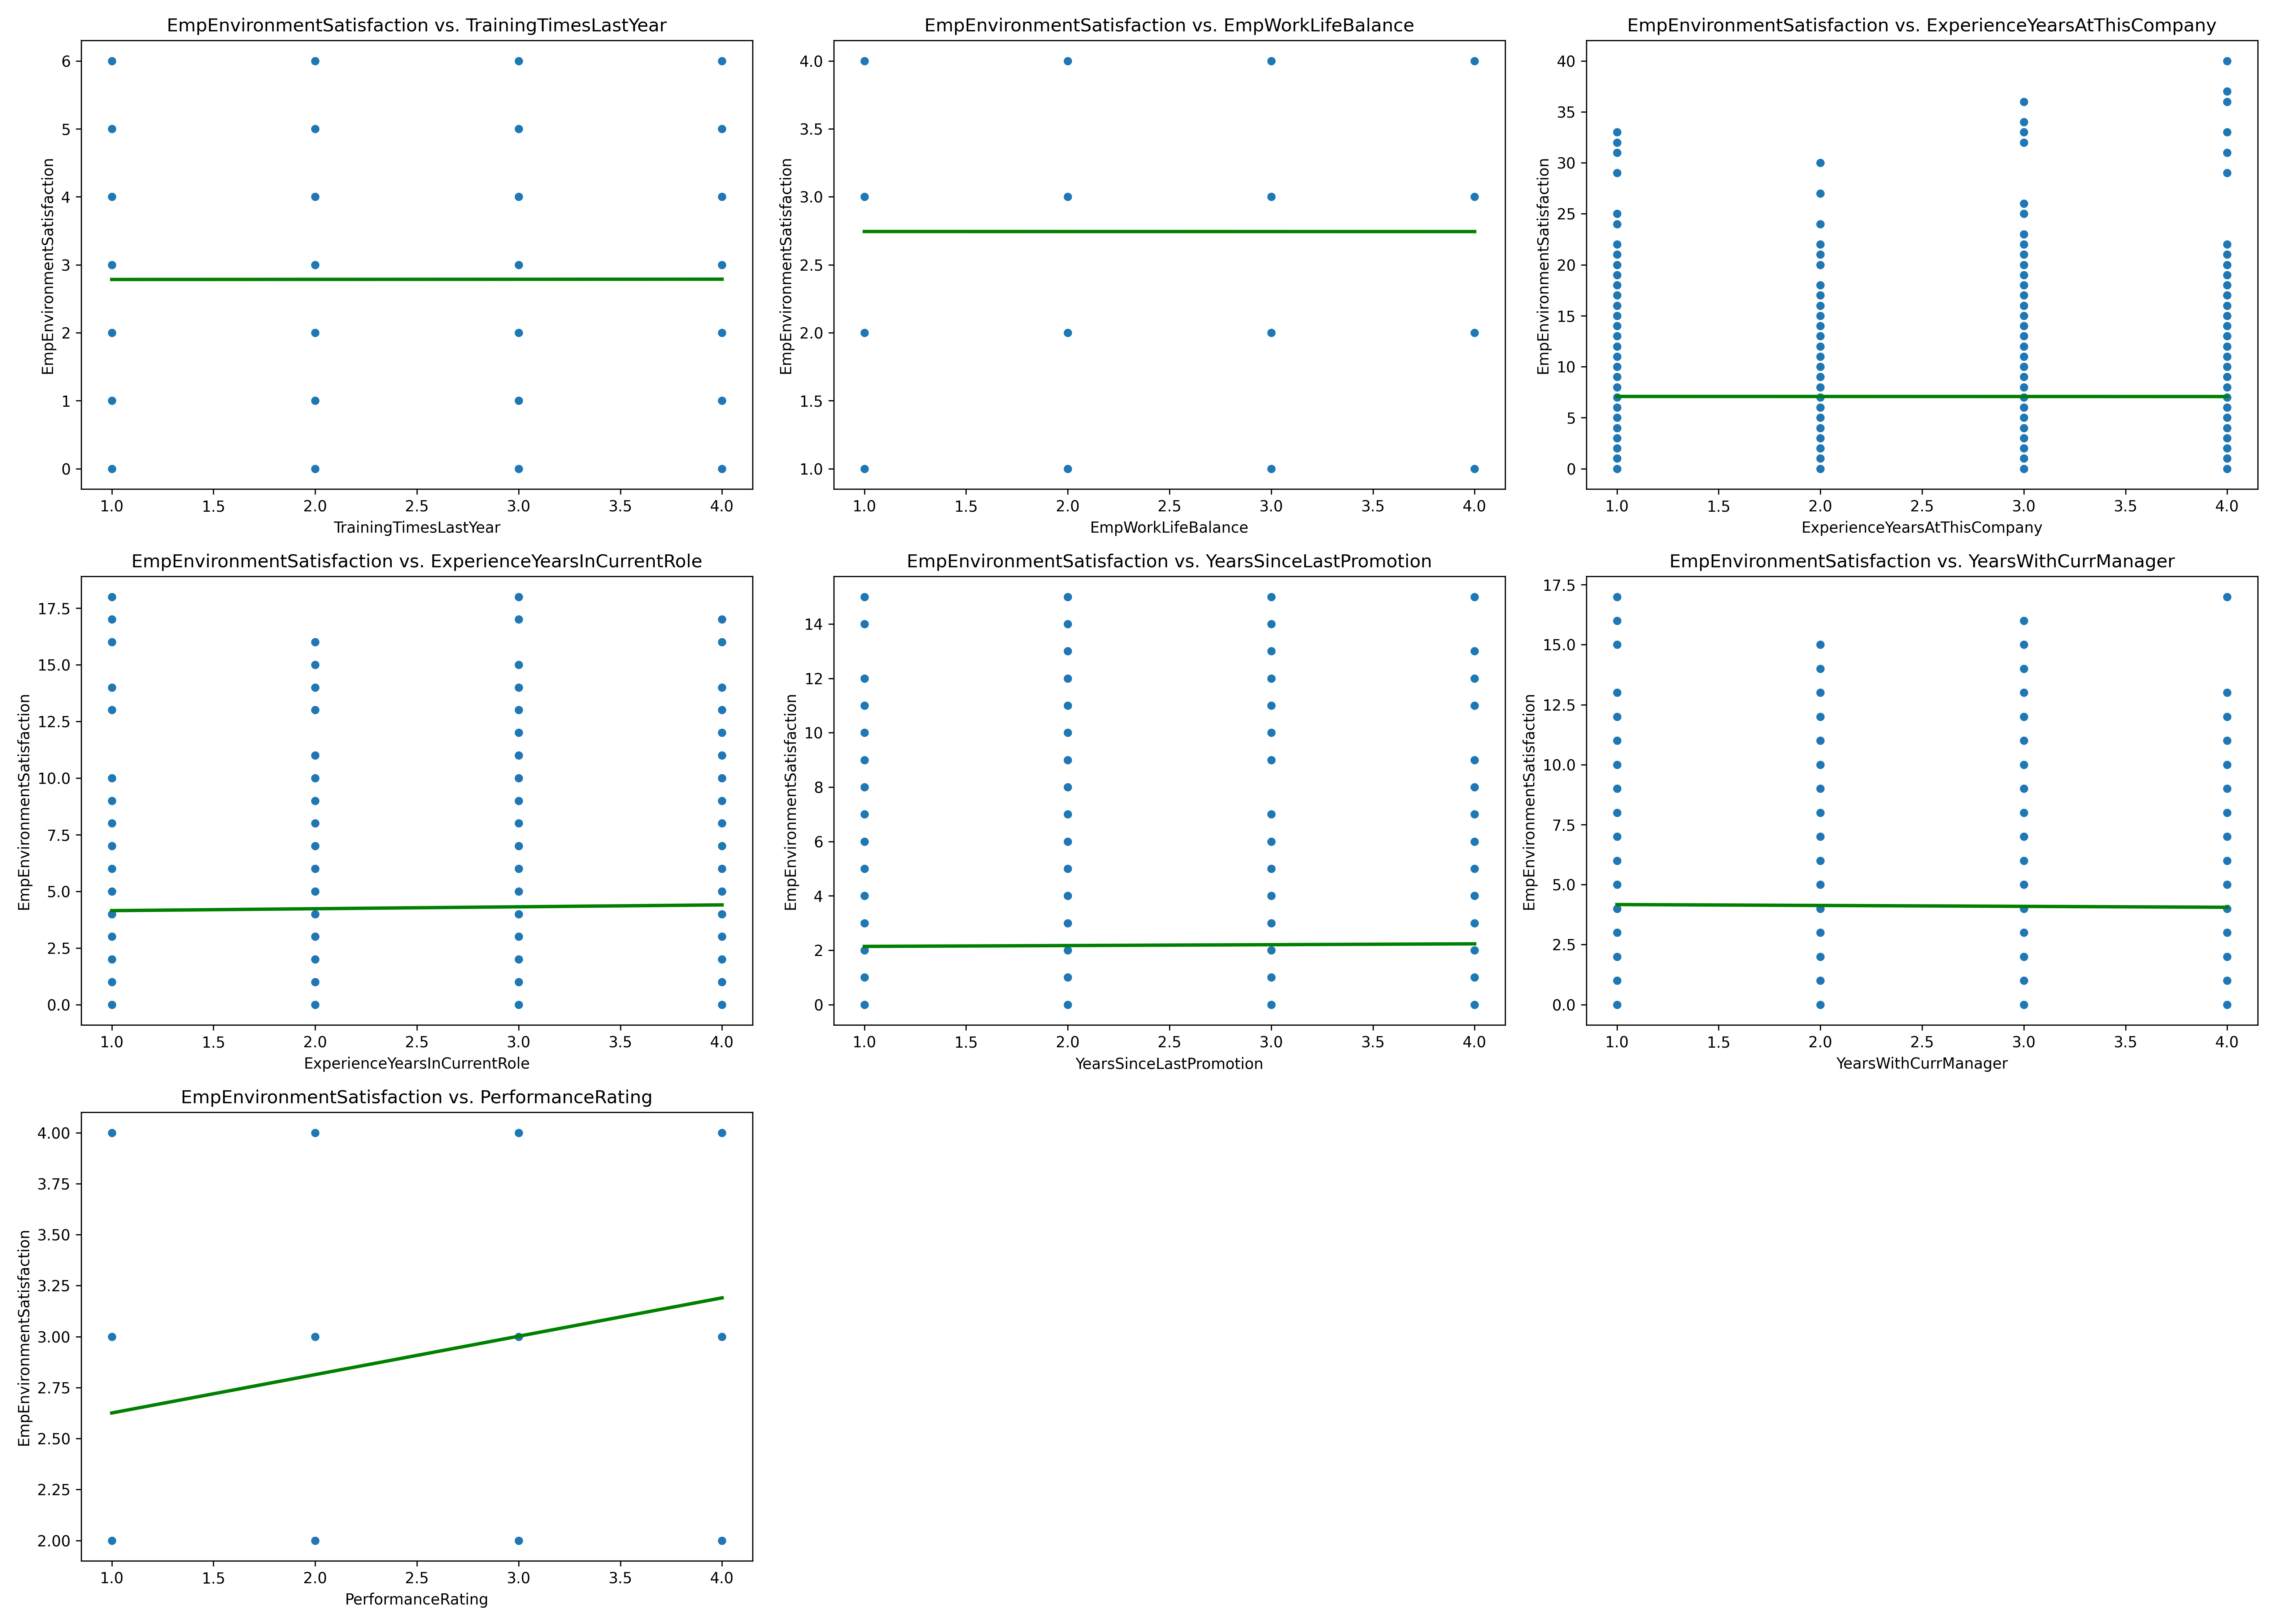 EmpEnvironmentSatisfaction vs. TrainingTimesLastYear
EmpEnvironmentSatisfaction
6
5
4
3
2
1
0
1.0 1.5 2.0 2.5 3.0 3.5 4.0
TrainingTimesLastYear
EmpEnvironmentSatisfaction vs. EmpWorkLifeBalance
EmpEnvironmentSatisfaction
4.0
3.5
3.0
2.5
2.0
1.5
1.0
1.0 1.5 2.0 2.5 3.0 3.5 4.0
EmpWorkLifeBalance
EmpEnvironmentSatisfaction vs. ExperienceYearsAtThisCompany
EmpEnvironmentSatisfaction
40
35
30
25
20
15
10
5
0
1.0 1.5 2.0 2.5 3.0 3.5 4.0
ExperienceYearsAtThisCompany
EmpEnvironmentSatisfaction vs. ExperienceYearsInCurrentRole
EmpEnvironmentSatisfaction
17.5
15.0
12.5
10.0
7.5
5.0
2.5
0.0
1.0 1.5 2.0 2.5 3.0 3.5 4.0
ExperienceYearsInCurrentRole
EmpEnvironmentSatisfaction vs. YearsSinceLastPromotion
EmpEnvironmentSatisfaction
14
12
10
8
6
4
2
0
1.0 1.5 2.0 2.5 3.0 3.5 4.0
YearsSinceLastPromotion
EmpEnvironmentSatisfaction vs. YearsWithCurrManager
EmpEnvironmentSatisfaction
17.5
15.0
12.5
10.0
7.5
5.0
2.5
0.0
1.0 1.5 2.0 2.5 3.0 3.5 4.0
YearsWithCurrManager
EmpEnvironmentSatisfaction vs. PerformanceRating
EmpEnvironmentSatisfaction
4.00
3.75
3.50
3.25
3.00
2.75
2.50
2.25
2.00
1.0 1.5 2.0 2.5 3.0 3.5 4.0
PerformanceRating